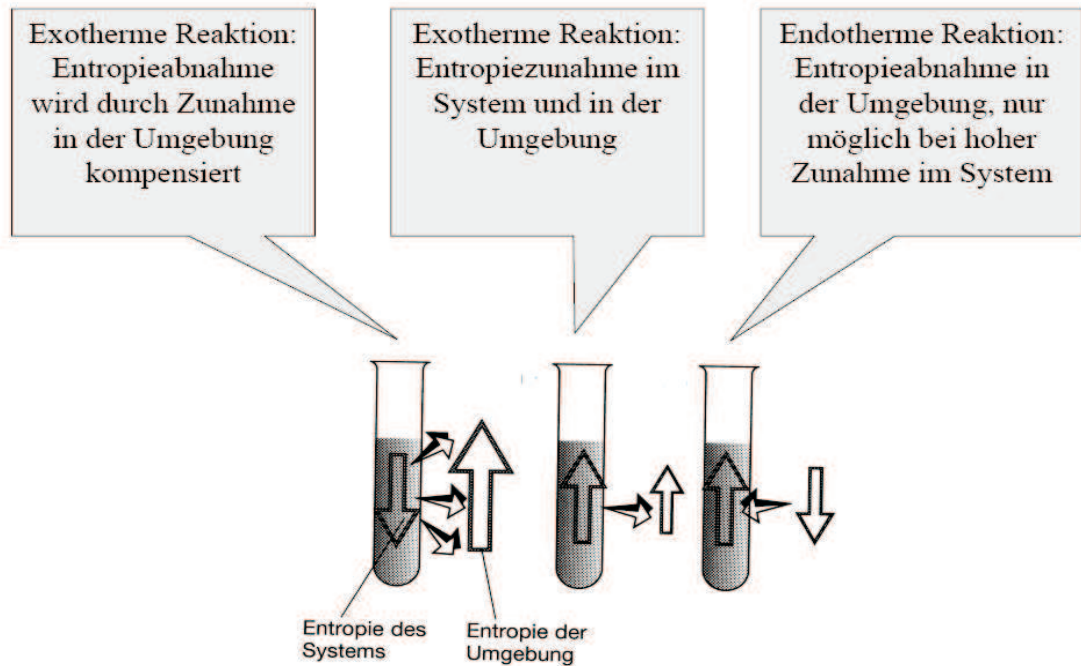 Exotherme Reaktion:
Entropieabnahme
wird durch Zunahme
in der Umgebung
kompensiert
Exotherme Reaktion:
Entropiezunahme im
System und in der
Umgebung
Endotherme Reaktion:
Entropieabnahme in
der Umgebung, nur
möglich bei hoher
Zunahme im System
Entropie des
Systems
Entropie der
Umgebung